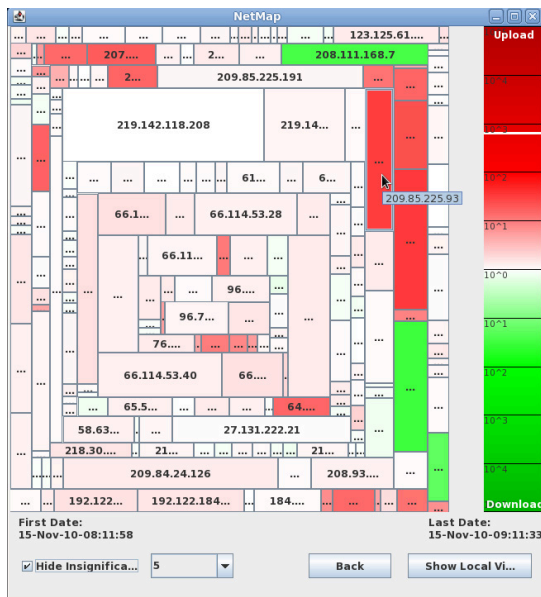 NetMap
... ... ... ... ... ... ... ... ... 123.125.61.... ...
... ... 207.... ... ... 2... ... 208.111.168.7 ...
... ... ... 2... 209.85.225.191 ... ...
219.142.118.208 219.14... ... ...
209.85.225.93
... ... ... ... ... 61... ... 6...
66.1... ... 66.114.53.28 ...
... ... 66.11... ... ...
... 96.... ...
96.7... ...
76.... ... ... ... ...
66.114.53.40 66.... ...
... 65.5... ... ... ... 64....
58.63... ... 27.131.222.21
218.30.... ... 21... ... ... ... ... 21... ...
... 209.84.24.126 ... 208.93.... ...
... ... 192.122... 192.122.184... ... 184.... ... ... ... ... ...
Upload
10^4
10^3
10^2
10^1
10^0
10^1
10^2
10^3
10^4
Download
First Date:
15-Nov-10-08:11:58
Last Date:
15-Nov-10-09:11:33
Hide Insignifica... 5 Back Show Local Vi...